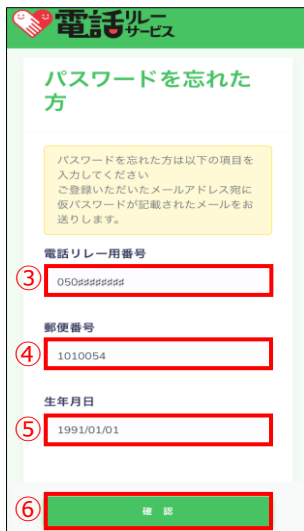 電話リレーサービス
パスワードを忘れた
方
パスワードを忘れた方は以下の項目を
入力してください
ご登録いただいたメールアドレス宛に
仮パスワードが記載されたメールをお
送りします。
電話リレー用番号
③ 050########
郵便番号
④ 1010054
生年月日
⑤ 1991/01/01
⑥ 確 認